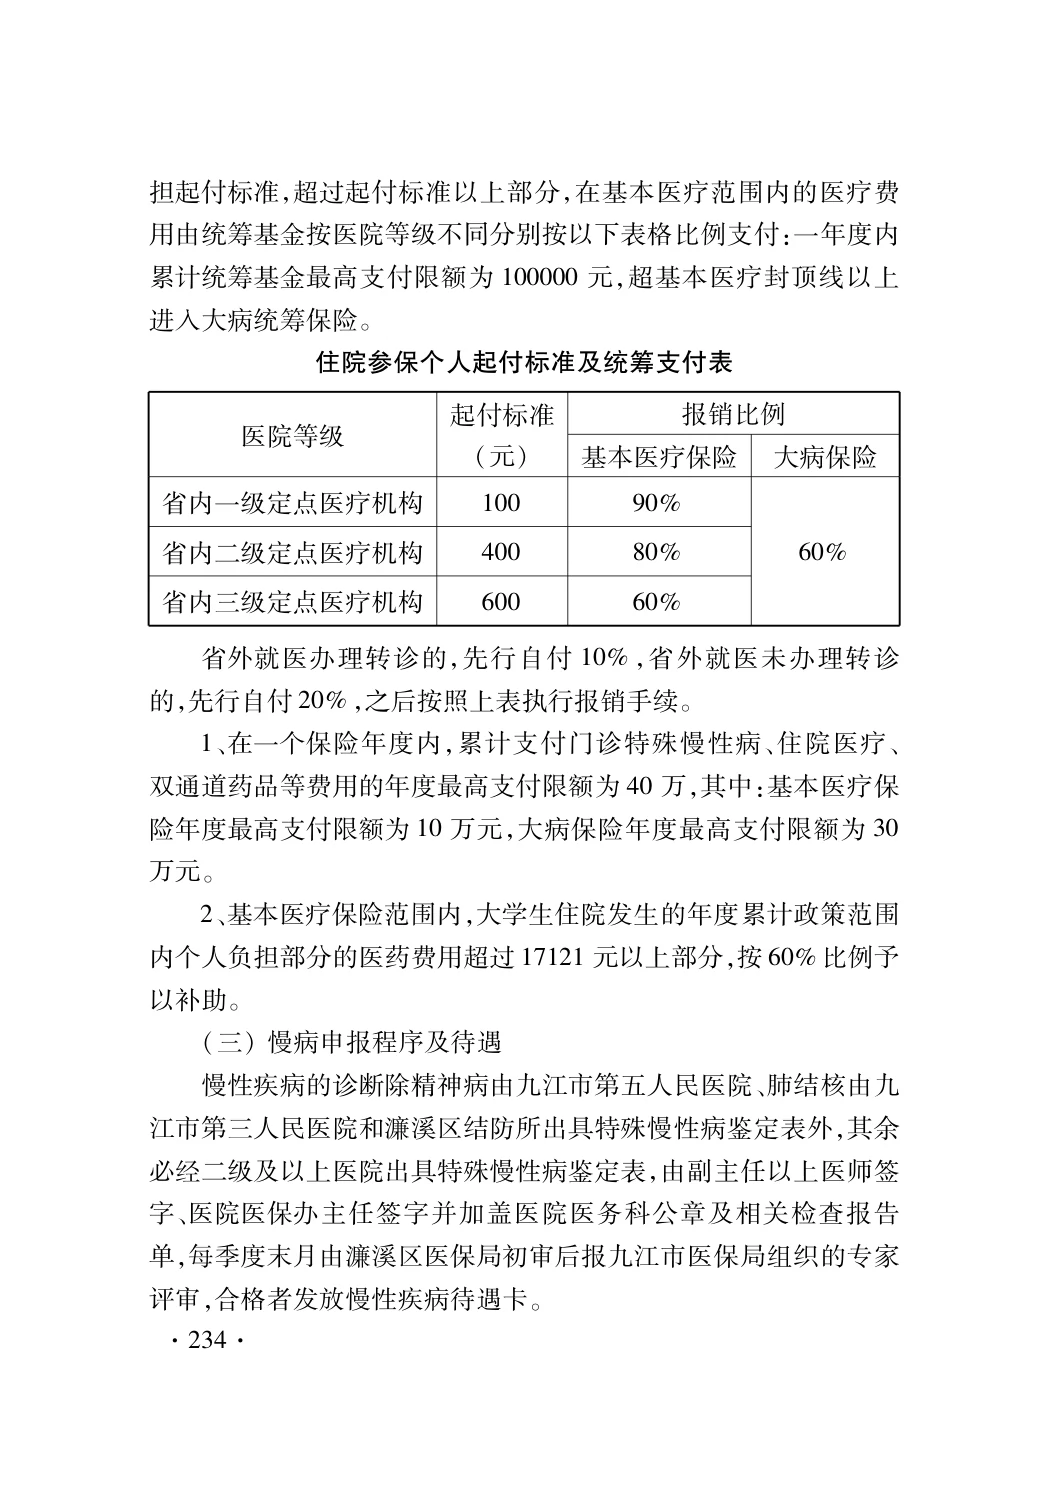 担起付标准,超过起付标准以上部分,在基本医疗范围内的医疗费
用由统筹基金按医院等级不同分别按以下表格比例支付:一年度内
累计统筹基金最高支付限额为 100000 元,超基本医疗封顶线以上
进入大病统筹保险。
住院参保个人起付标准及统筹支付表
医院等级 起付标准(元) 报销比例
基本医疗保险 大病保险
省内一级定点医疗机构 100 90%
省内二级定点医疗机构 400 80% 60%
省内三级定点医疗机构 600 60%
省外就医办理转诊的,先行自付 10%,省外就医未办理转诊
的,先行自付 20%,之后按照上表执行报销手续。
1、在一个保险年度内,累计支付门诊特殊慢性病、住院医疗、
双通道药品等费用的年度最高支付限额为 40 万,其中:基本医疗保
险年度最高支付限额为 10 万元,大病保险年度最高支付限额为 30
万元。
2、基本医疗保险范围内,大学生住院发生的年度累计政策范围
内个人负担部分的医药费用超过 17121 元以上部分,按 60% 比例予
以补助。
(三)慢病申报程序及待遇
慢性疾病的诊断除精神病由九江市第五人民医院、肺结核由九
江市第三人民医院和濂溪区结防所出具特殊慢性病鉴定表外,其余
必经二级及以上医院出具特殊慢性病鉴定表,由副主任以上医师签
字、医院医保办主任签字并加盖医院医务科公章及相关检查报告
单,每季度末月由濂溪区医保局初审后报九江市医保局组织的专家
评审,合格者发放慢性疾病待遇卡。
· 234 ·